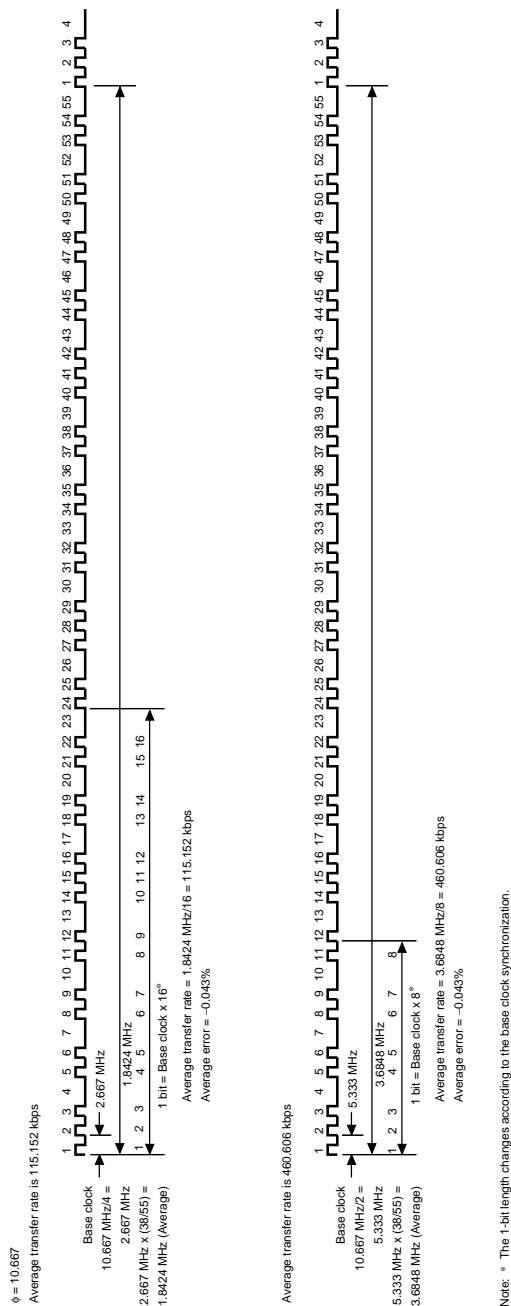 ϕ = 10.667
Average transfer rate is 115.152 kbps
1 2 3 4 5 6 7 8 9 10 11 12 13 14 15 16 17 18 19 20 21 22 23 24 25 26 27 28 29 30 31 32 33 34 35 36 37 38 39 40 41 42 43 44 45 46 47 48 49 50 51 52 53 54 55 1 2 3 4
Base clock
10.667 MHz/4 =
2.667 MHz
2.667 MHz
2.667 MHz x (38/55) =
1.8424 MHz (Average)
1.8424 MHz
1 2 3 4 5 6 7 8 9 10 11 12 13 14 15 16
1 bit = Base clock x 16*
Average transfer rate = 1.8424 MHz/16 = 115.152 kbps
Average error = –0.043%
Average transfer rate is 460.606 kbps
1 2 3 4 5 6 7 8 9 10 11 12 13 14 15 16 17 18 19 20 21 22 23 24 25 26 27 28 29 30 31 32 33 34 35 36 37 38 39 40 41 42 43 44 45 46 47 48 49 50 51 52 53 54 55 1 2 3 4
Base clock
10.667 MHz/2 =
5.333 MHz
5.333 MHz
5.333 MHz x (38/55) =
3.6848 MHz (Average)
3.6848 MHz
1 2 3 4 5 6 7 8
1 bit = Base clock x 8*
Average transfer rate = 3.6848 MHz/8 = 460.606 kbps
Average error = –0.043%
Note: * The 1-bit length changes according to the base clock synchronization.